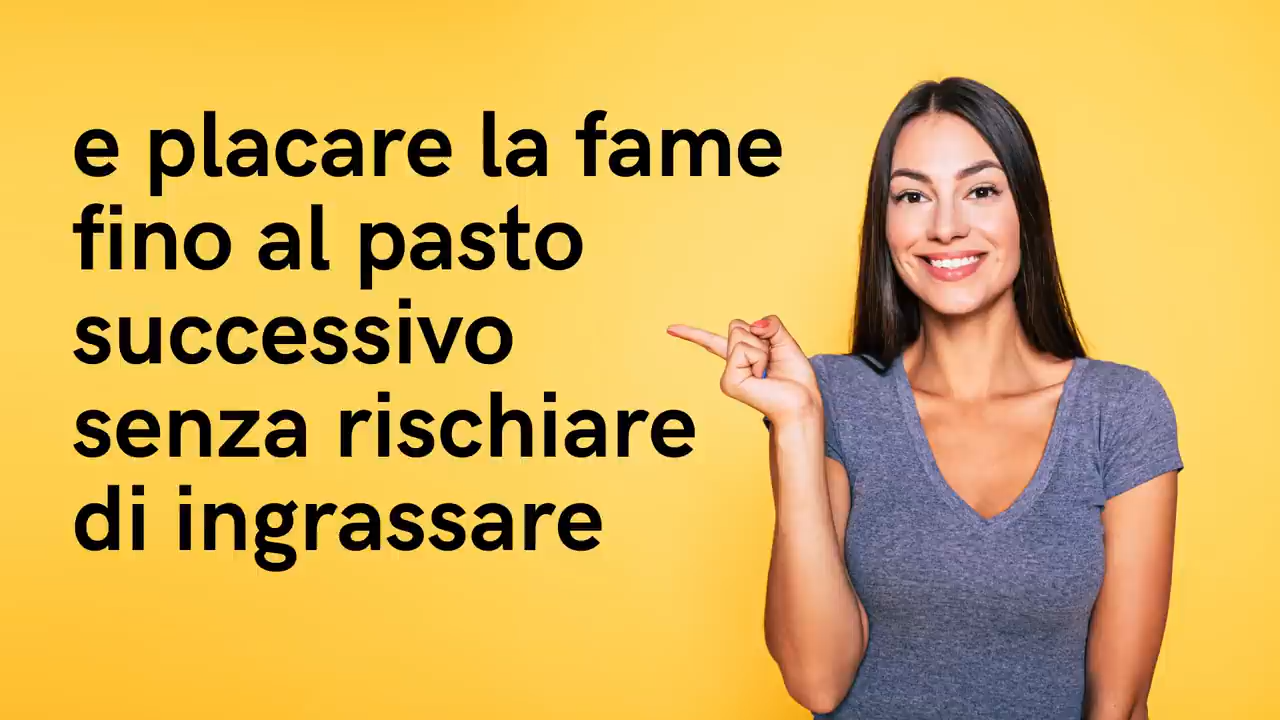 e placare la fame
fino al pasto
successivo
senza rischiare
di ingrassare